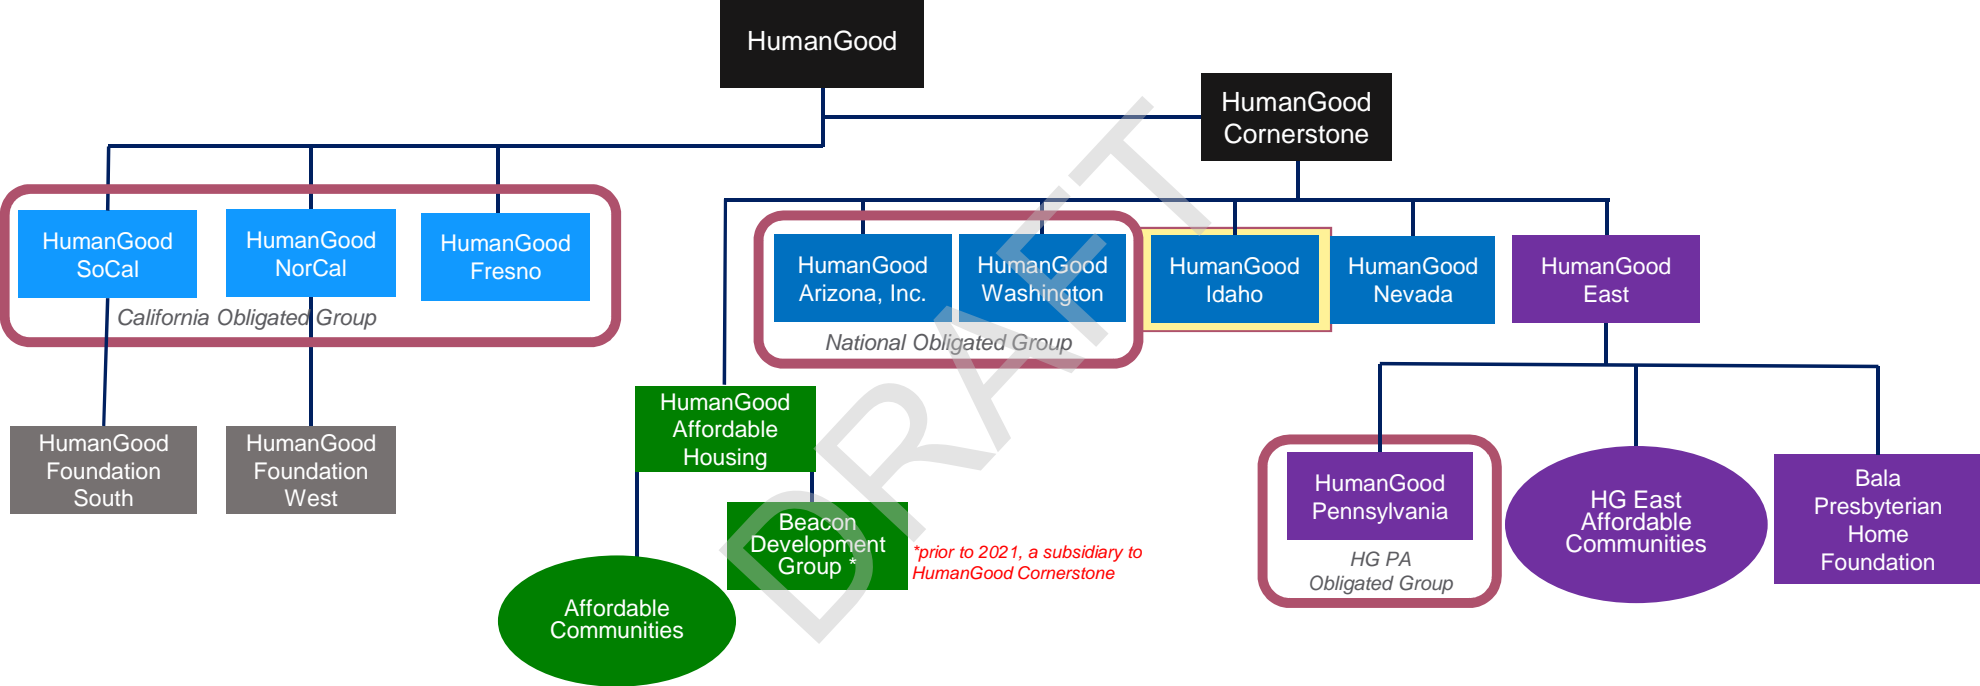 HumanGood
HumanGood
Cornerstone
HumanGood
SoCal
HumanGood
NorCal
HumanGood
Fresno
California Obligated Group
HumanGood
Arizona, Inc.
HumanGood
Washington
National Obligated Group
HumanGood
Idaho
HumanGood
Nevada
HumanGood
East
HumanGood
Foundation
South
HumanGood
Foundation
West
HumanGood
Affordable
Housing
Beacon
Development
Group *
*prior to 2021, a subsidiary to
HumanGood Cornerstone
Affordable
Communities
HumanGood
Pennsylvania
HG PA
Obligated Group
HG East
Affordable
Communities
Bala
Presbyterian
Home
Foundation
DRAFT